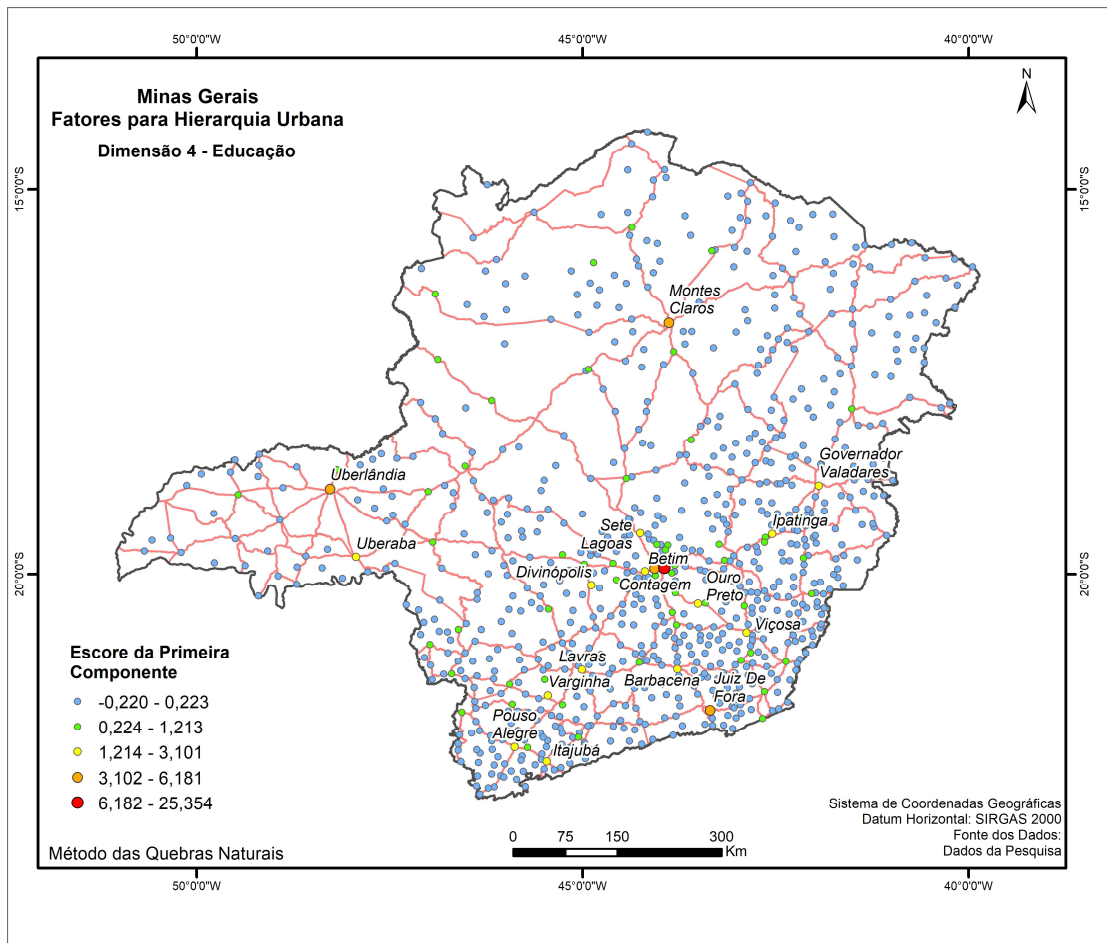 50°0'0"W
45°0'0"W
40°0'0"W
Minas Gerais
Fatores para Hierarquia Urbana
Dimensão 4 - Educação
N
15°0'0"S
15°0'0"S
Montes
Claros
Governador
Valadares
Uberlândia
Ipatinga
Sete
Lagoas
Uberaba
Betim
Divinópolis
Contagem
Ouro
Preto
20°0'0"S
20°0'0"S
Viçosa
Lavras
Varginha
Barbacena
Juiz De
Fora
Pouso
Alegre
Itajubá
Escore da Primeira
Componente
-0,220 - 0,223
0,224 - 1,213
1,214 - 3,101
3,102 - 6,181
6,182 - 25,354
Método das Quebras Naturais
0 75 150 300
Km
Sistema de Coordenadas Geográficas
Datum Horizontal: SIRGAS 2000
Fonte dos Dados:
Dados da Pesquisa
50°0'0"W
45°0'0"W
40°0'0"W